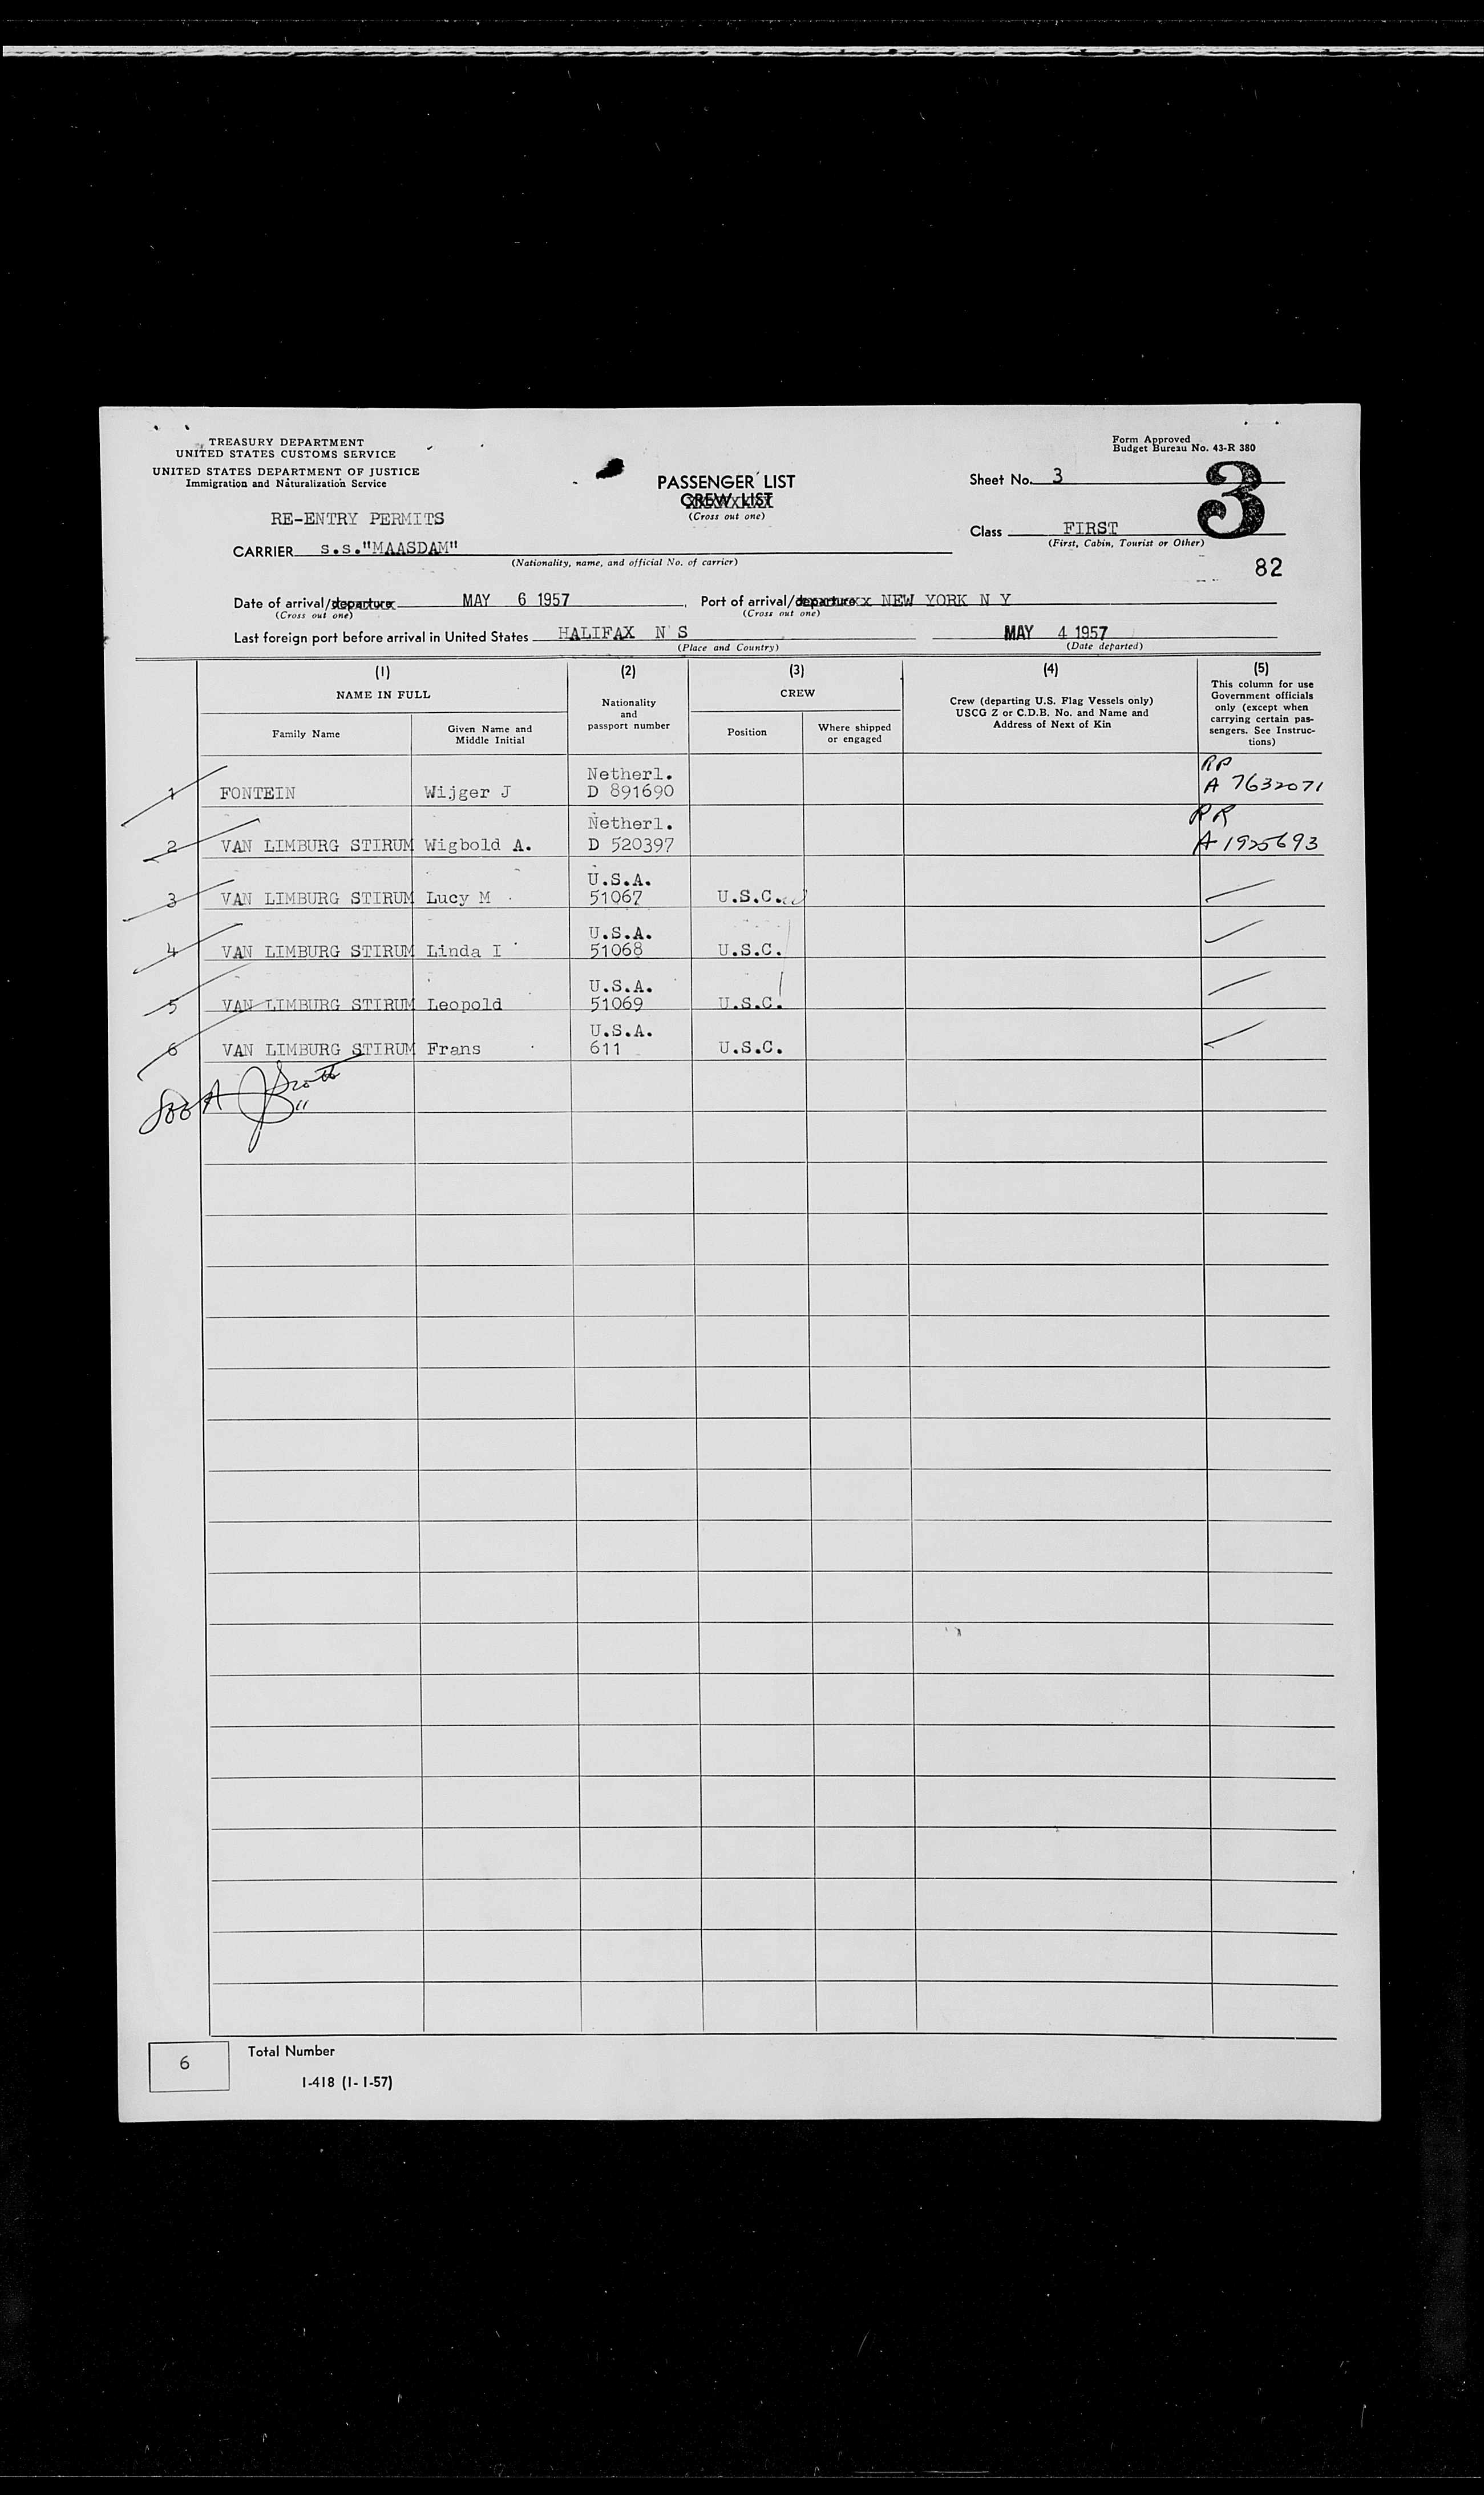 TREASURY DEPARTMENT
UNITED STATES CUSTOMS SERVICE
UNITED STATES DEPARTMENT OF JUSTICE
Immigration and Naturalization Service
Form Approved
Budget Bureau No. 43-R 380
PASSENGER LIST
CREW LIST
(Cross out one)
Sheet No. 3
3
RE-ENTRY PERMITS
CARRIER s.s."MAASDAM"
(Nationality, name, and official No. of carrier)
Class FIRST
(First, Cabin, Tourist or Other)
82
Date of arrival/departure MAY 6 1957, Port of arrival/departure x NEW YORK N Y
(Cross out one) (Cross out one)
Last foreign port before arrival in United States HALIFAX N S MAY 4 1957
(Place and Country) (Date departed)
(1) (2) (3) (4) (5)
NAME IN FULL
Family Name
Given Name and
Middle Initial
Nationality
and
passport number
CREW
Position
Where shipped
or engaged
Crew (departing U.S. Flag Vessels only)
USCG Z or C.D.B. No. and Name and
Address of Next of Kin
This column for use
Government officials
only (except when
carrying certain pas-
sengers. See Instruc-
tions)
Netherl. RP
1 FONTEIN Wijger J D 891690 A 7632071
Netherl. RP
2 VAN LIMBURG STIRUM Wigbold A. D 520397 A 1925693
U.S.A.
3 VAN LIMBURG STIRUM Lucy M 51067 U.S.C.
U.S.A.
4 VAN LIMBURG STIRUM Linda I 51068 U.S.C.
U.S.A.
5 VAN LIMBURG STIRUM Leopold 51069 U.S.C.
U.S.A.
6 VAN LIMBURG STIRUM Frans 611 U.S.C.
6 Total Number
I-418 (1-1-57)